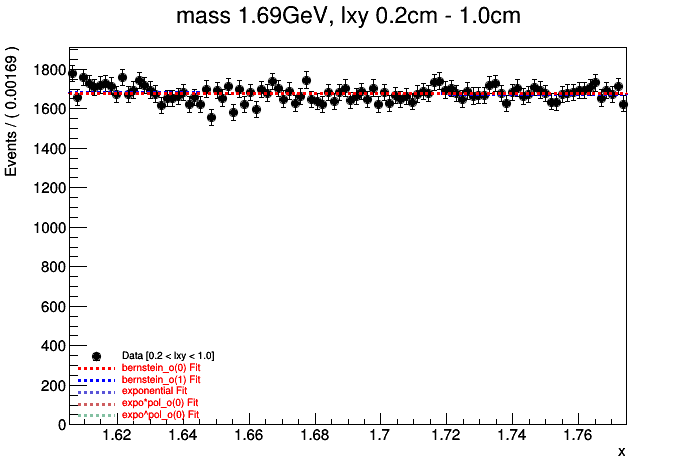 mass 1.69GeV, lxy 0.2cm - 1.0cm
Events / ( 0.00169 )
1800
1600
1400
1200
1000
800
600
400
200
0
Data [0.2 < lxy < 1.0]
bernstein_o(0) Fit
bernstein_o(1) Fit
exponential Fit
expo*pol_o(0) Fit
expo^pol_o(0) Fit
1.62 1.64 1.66 1.68 1.7 1.72 1.74 1.76
x